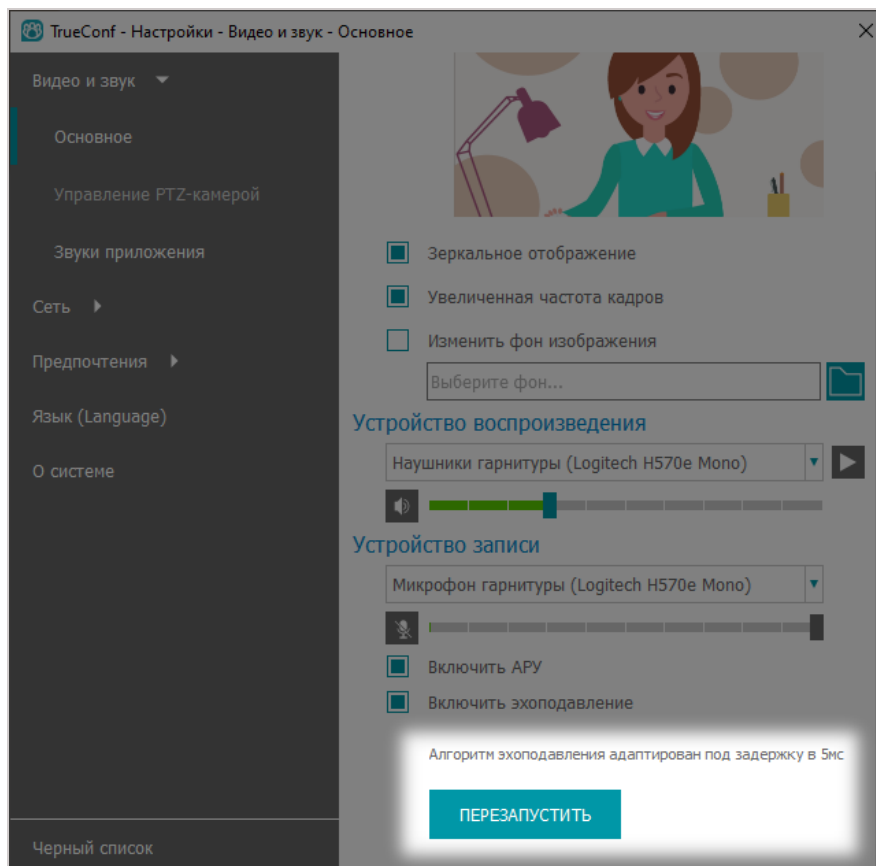 TrueConf - Настройки - Видео и звук - Основное
Видео и звук
Основное
Управление PTZ-камерой
Звуки приложения
Сеть
Предпочтения
Язык (Language)
О системе
Черный список
Зеркальное отображение
Увеличенная частота кадров
Изменить фон изображения
Выберите фон...
Устройство воспроизведения
Наушники гарнитуры (Logitech H570e Mono)
Устройство записи
Микрофон гарнитуры (Logitech H570e Mono)
Включить АРУ
Включить эхоподавление
Алгоритм эхоподавления адаптирован под задержку в 5мс
ПЕРЕЗАПУСТИТЬ